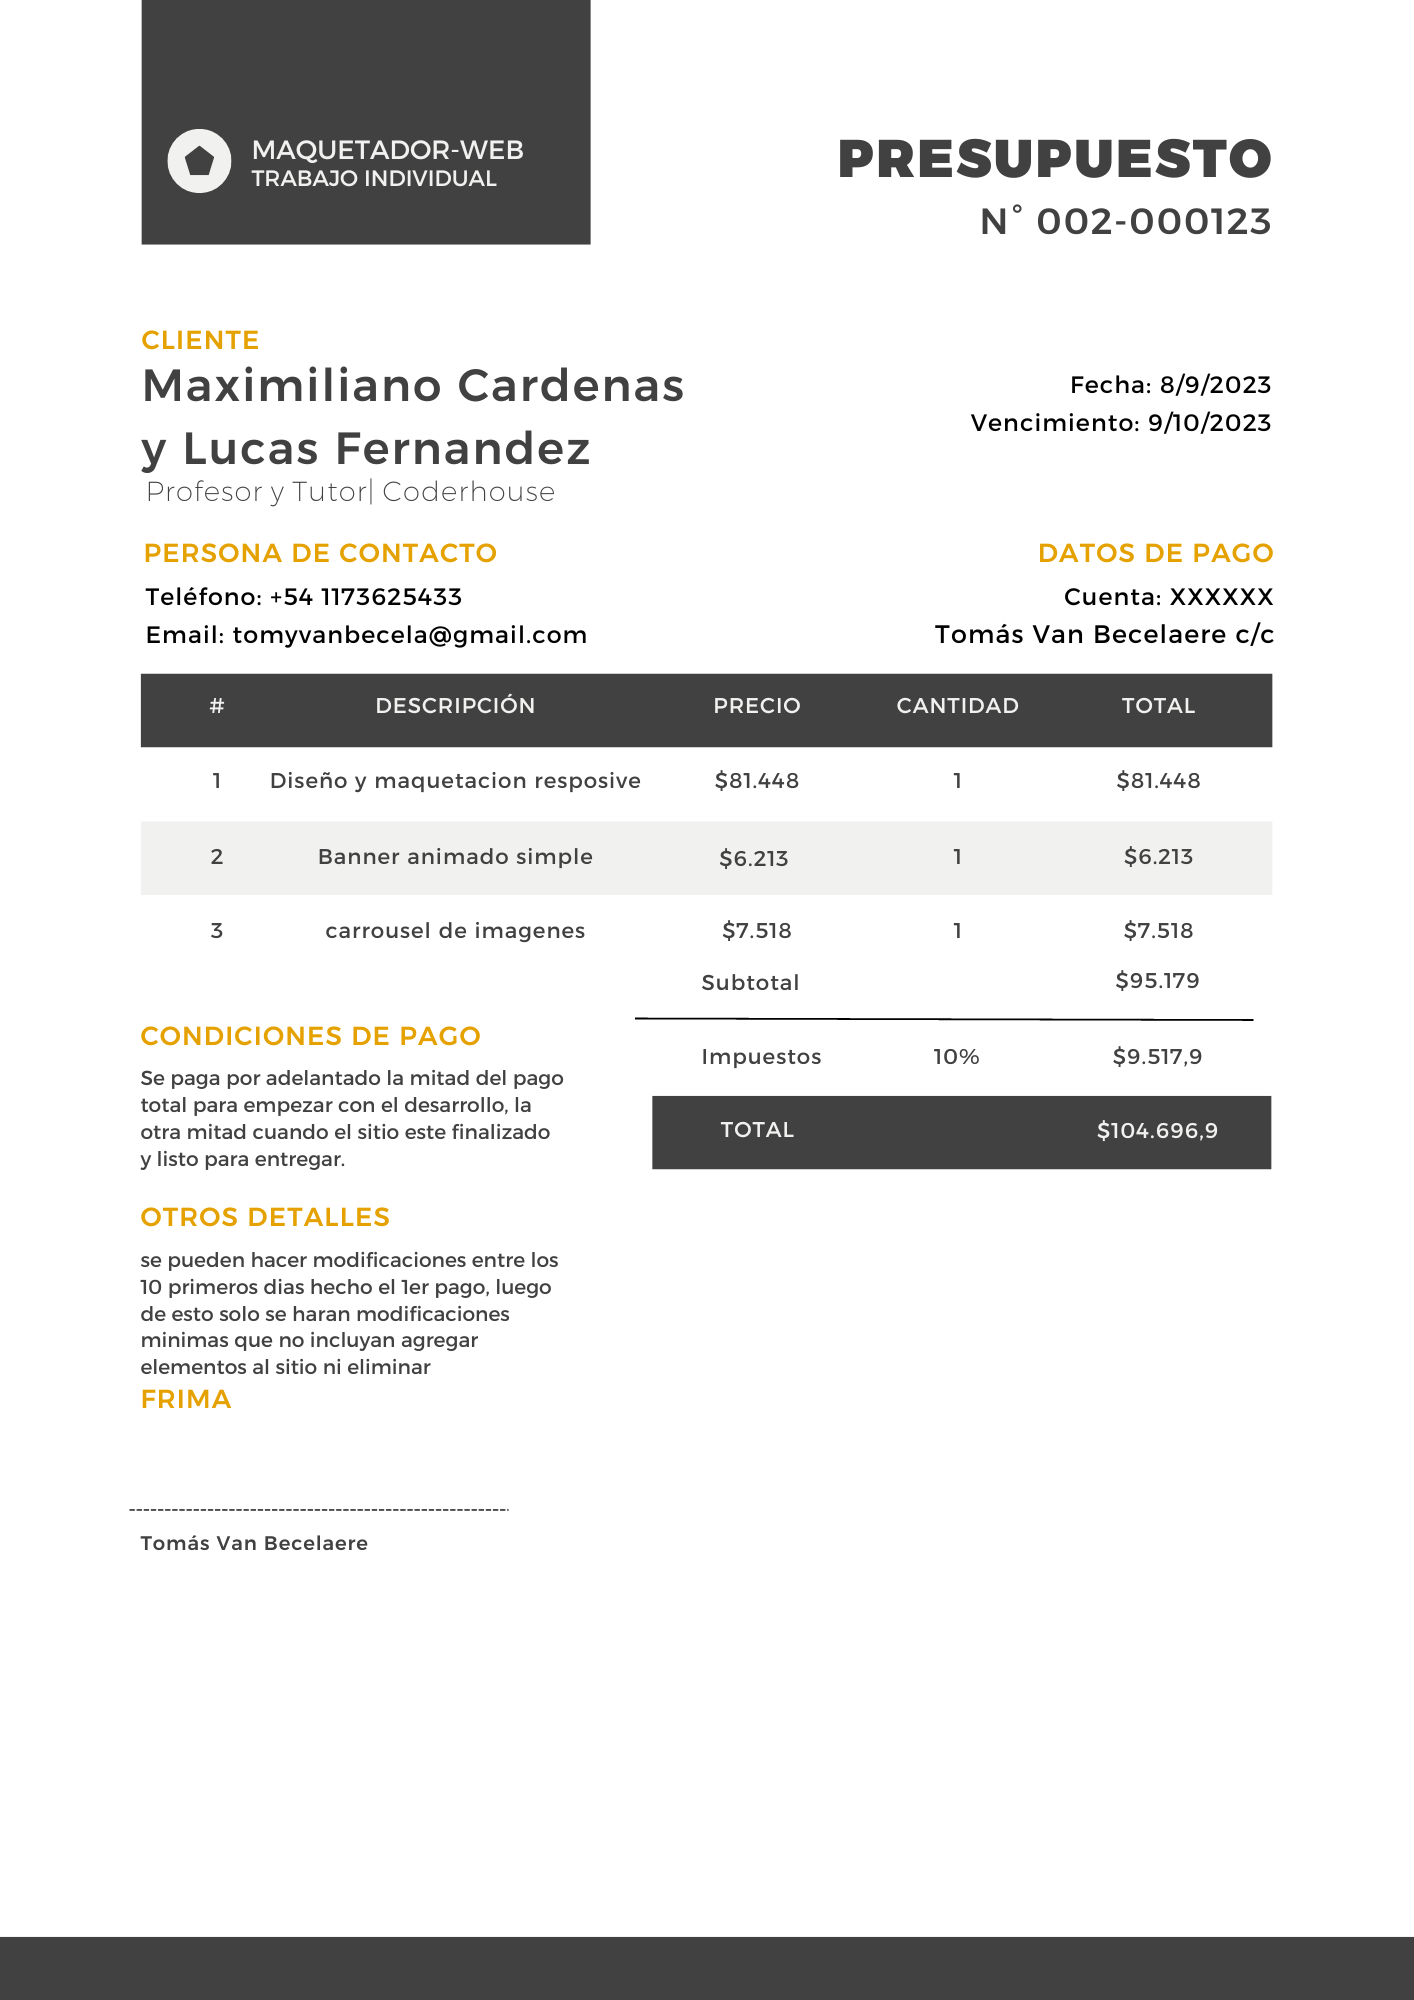 MAQUETADOR-WEB
TRABAJO INDIVIDUAL
PRESUPUESTO
N° 002-000123
CLIENTE
Maximiliano Cardenas
y Lucas Fernandez
Profesor y Tutor| Coderhouse
Fecha: 8/9/2023
Vencimiento: 9/10/2023
PERSONA DE CONTACTO
Teléfono: +54 1173625433
Email: tomyvanbecela@gmail.com
DATOS DE PAGO
Cuenta: XXXXXX
Tomás Van Becelaere c/c
# DESCRIPCIÓN PRECIO CANTIDAD TOTAL
1 Diseño y maquetacion resposive $81.448 1 $81.448
2 Banner animado simple $6.213 1 $6.213
3 carrousel de imagenes $7.518 1 $7.518
Subtotal $95.179
Impuestos 10% $9.517,9
TOTAL $104.696,9
CONDICIONES DE PAGO
Se paga por adelantado la mitad del pago
total para empezar con el desarrollo, la
otra mitad cuando el sitio este finalizado
y listo para entregar.
OTROS DETALLES
se pueden hacer modificaciones entre los
10 primeros dias hecho el 1er pago, luego
de esto solo se haran modificaciones
minimas que no incluyan agregar
elementos al sitio ni eliminar
FRIMA
Tomás Van Becelaere